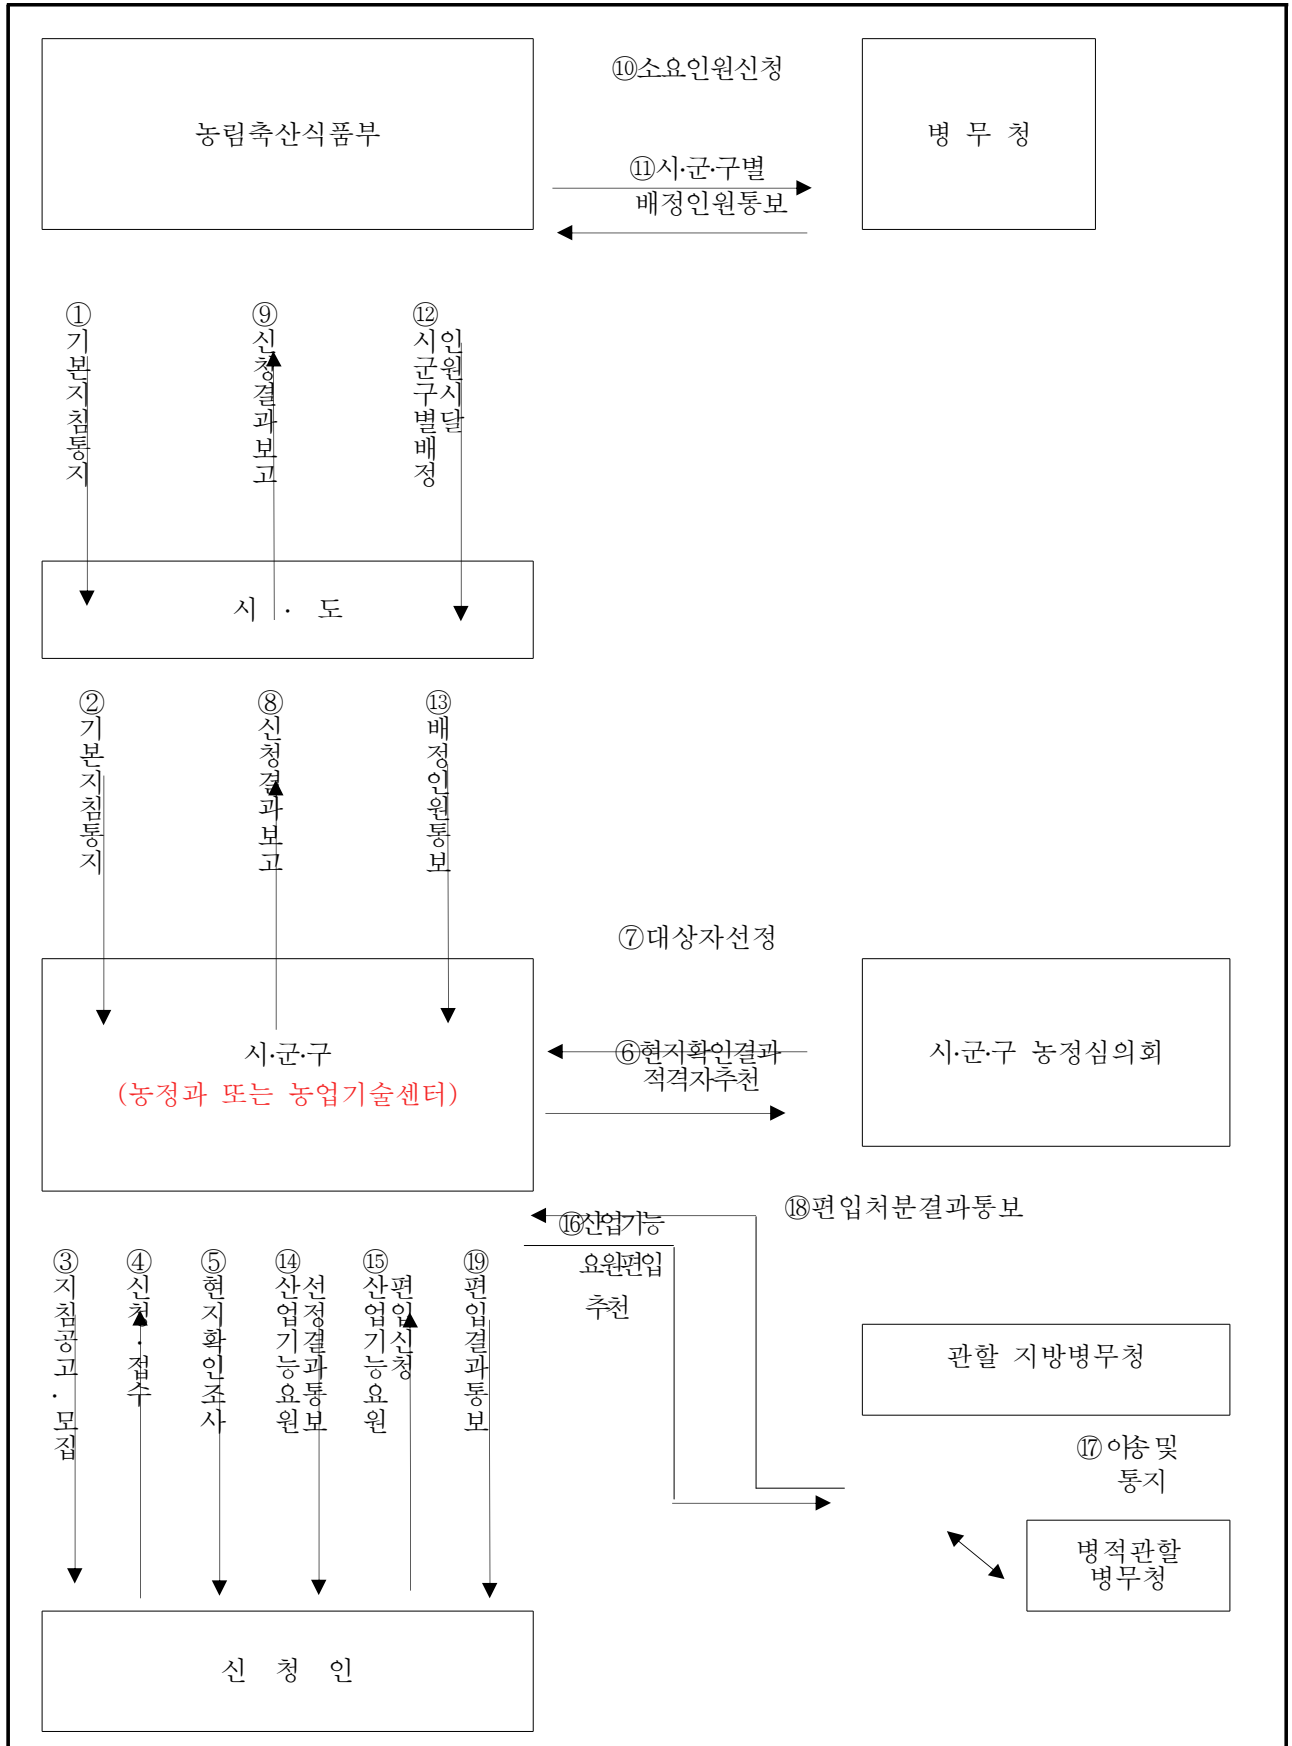 ⑩소요인원신청
농림축산식품부
병 무 청
⑪시·군·구별
배정인원통보
①기본지침통지
⑨신청결과보고
⑫시군구별배정
인원시달
시 · 도
②기본지침통지
⑧신청결과보고
⑬배정인원통보
⑦대상자선정
시·군·구
(농정과 또는 농업기술센터)
⑥현지확인결과
적격자추천
시·군·구 농정심의회
⑱편입처분결과통보
⑯산업기능
요원편입
추천
③지침공고·모집
④신청·접수
⑤현지확인조사
⑭산업기능요원
선정결과통보
⑮산업기능요원
편입신청
⑲편입결과통보
관할 지방병무청
⑰이송 및
통지
병적관할
병무청
신 청 인